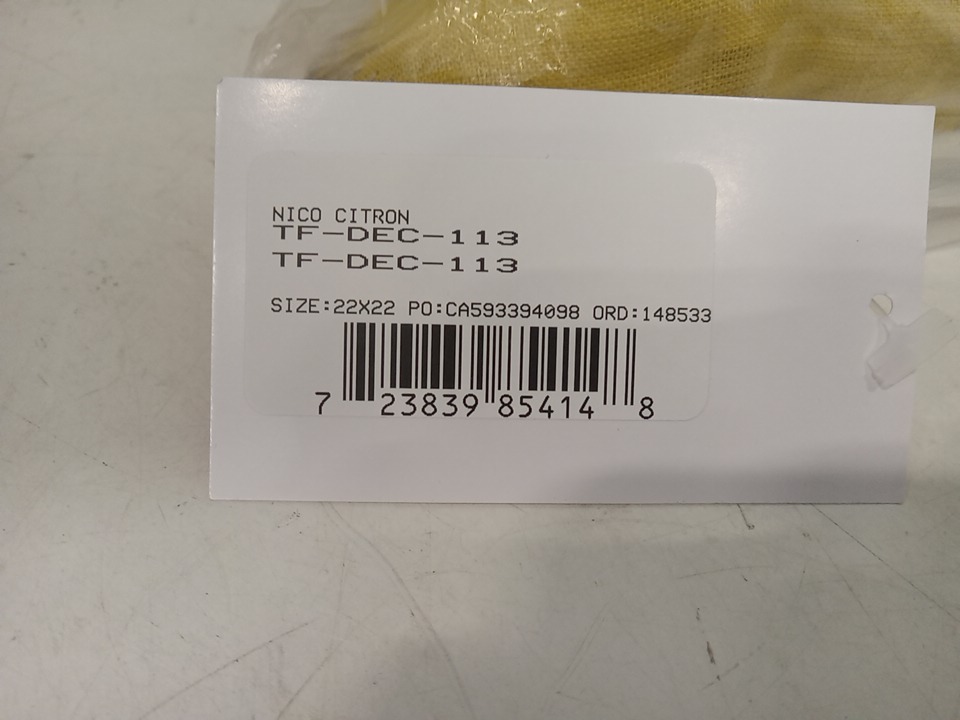 NICO CITRON
TF-DEC-113
TF-DEC-113
SIZE:22X22 PO:CA593394098 ORD:148533
7 23839 85414 8